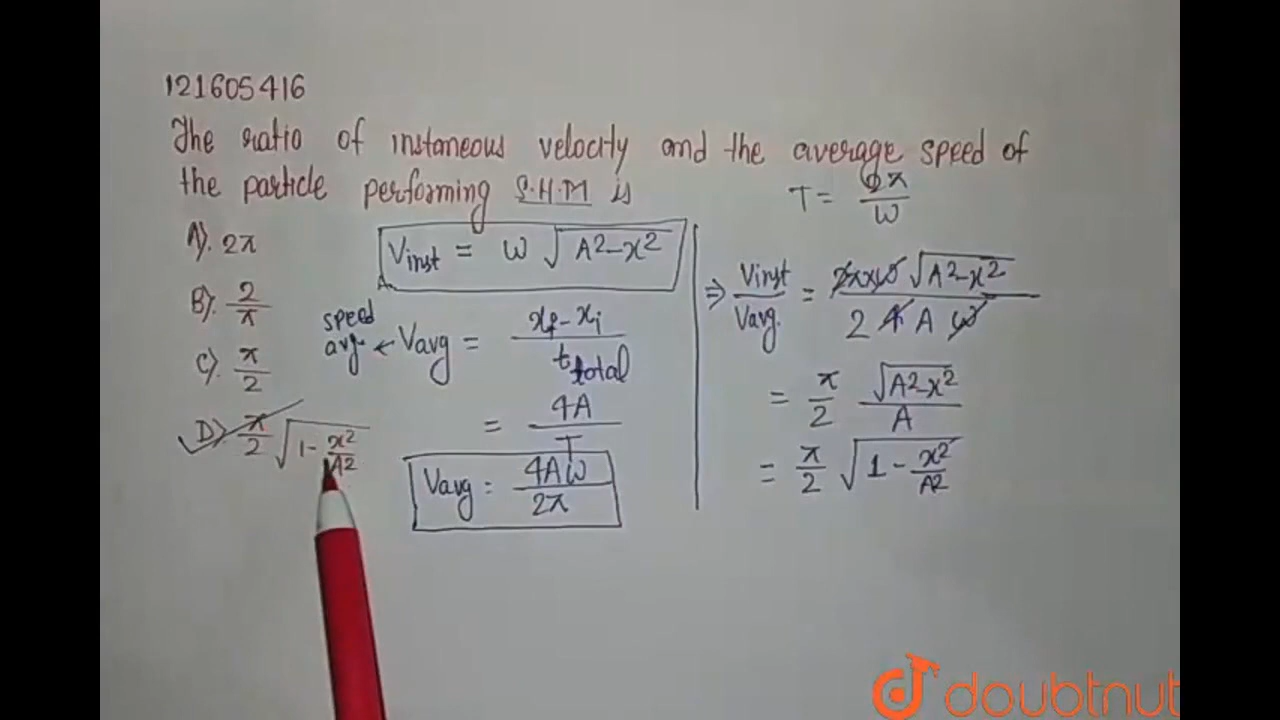 121605416
The ratio of instaneous velocity and the average speed of
the particle performing S.H.M is
A). 2π
B). 2/π
C). π/2
D). π/2 √1-x²/A²
Vinst = ω √A²-x²
speed
avg. ← Vavg = xf-xi/ttotal
= 4A/T
Vavg = 4Aω/2π
T = 2π/ω
⇒ Vinst/Vavg. = 2π×ω √A²-x²/2 4 A ω
= π/2 √A²-x²/A
= π/2 √1-x²/A²
doubtnut